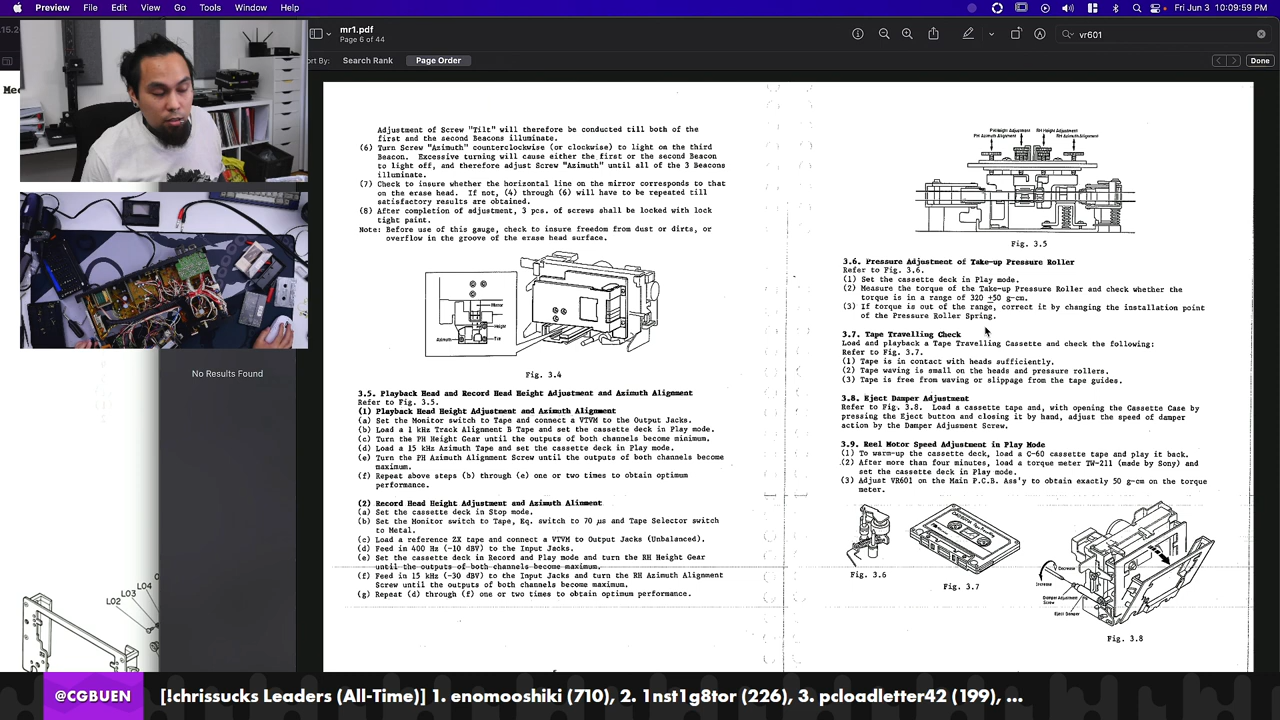 Preview File Edit View Go Tools Window Help
Fri Jun 3 10:09:59 PM
mr1.pdf
Page 6 of 44
vr601
Search Rank
Page Order
Done
No Results Found
Adjustment of Screw "Tilt" will therefore be conducted till both of the
first and the second Beacons illuminate.
(6) Turn Screw "Azimuth" counterclockwise (or clockwise) to light on the third
Beacon. Excessive turning will cause either the first or the second Beacon
to light off, and therefore adjust Screw "Azimuth" until all of the 3 Beacons
illuminate.
(7) Check to insure whether the horizontal line on the mirror corresponds to that
on the erase head. If not, (4) through (6) will have to be repeated till
satisfactory results are obtained.
(8) After completion of adjustment, 3 pcs. of screws shall be locked with lock
tight paint.
Note: Before use of this gauge, check to insure freedom from dust or dirts, or
overflow in the groove of the erase head surface.
Mirror
Height
Azimuth
Tilt
Fig. 3.4
3.5. Playback Head and Record Head Height Adjustment and Azimuth Alignment
Refer to Fig. 3.5.
(1) Playback Head Height Adjustment and Azimuth Alignment
(a) Set the Monitor switch to Tape and connect a VTVM to the Output Jacks.
(b) Load a 1 kHz Track Alignment B Tape and set the cassette deck in Play mode.
(c) Turn the PH Height Gear until the outputs of both channels become minimum.
(d) Load a 15 kHz Azimuth Tape and set the cassette deck in Play mode.
(e) Turn the PH Azimuth Alignment Screw until the outputs of both channels become
maximum.
(f) Repeat above steps (b) through (e) one or two times to obtain optimum
performance.
(2) Record Head Height Adjustment and Azimuth Alinment
(a) Set the cassette deck in Stop mode.
(b) Set the Monitor switch to Tape, Eq. switch to 70 µs and Tape Selector switch
to Metal.
(c) Load a reference ZX tape and connect a VTVM to Output Jacks (Unbalanced).
(d) Feed in 400 Hz (-10 dBV) to the Input Jacks.
(e) Set the cassette deck in Record and Play mode and turn the RH Height Gear
until the outputs of both channels become maximum.
(f) Feed in 15 kHz (-30 dBV) to the Input Jacks and turn the RH Azimuth Alignment
Screw until the outputs of both channels become maximum.
(g) Repeat (d) through (f) one or two times to obtain optimum performance.
PH Height Adjustment RH Height Adjustment
PH Azimuth Alignment RH Azimuth Alignment
Fig. 3.5
3.6. Pressure Adjustment of Take-up Pressure Roller
Refer to Fig. 3.6.
(1) Set the cassette deck in Play mode.
(2) Measure the torque of the Take-up Pressure Roller and check whether the
torque is in a range of 320 ±50 g-cm.
(3) If torque is out of the range, correct it by changing the installation point
of the Pressure Roller Spring.
3.7. Tape Travelling Check
Load and playback a Tape Travelling Cassette and check the following:
Refer to Fig. 3.7.
(1) Tape is in contact with heads sufficiently.
(2) Tape waving is small on the heads and pressure rollers.
(3) Tape is free from waving or slippage from the tape guides.
3.8. Eject Damper Adjustment
Refer to Fig. 3.8. Load a cassette tape and, with opening the Cassette Case by
pressing the Eject button and closing it by hand, adjust the speed of damper
action by the Damper Adjusment Screw.
3.9. Reel Motor Speed Adjustment in Play Mode
(1) To warm-up the cassette deck, load a C-60 cassette tape and play it back.
(2) After more than four minutes, load a torque meter TW-211 (made by Sony) and
set the cassette deck in Play mode.
(3) Adjust VR601 on the Main P.C.B. Ass'y to obtain exactly 50 g-cm on the torque
meter.
Fig. 3.6
Fig. 3.7
Decrease
Increase
Damper Adjustment
Screw
Eject Damper
Fig. 3.8
L04
L03
L02
@CGBUEN
[!chrissucks Leaders (All-Time)] 1. enomooshiki (710), 2. 1nst1g8tor (226), 3. pcloadletter42 (199), ...